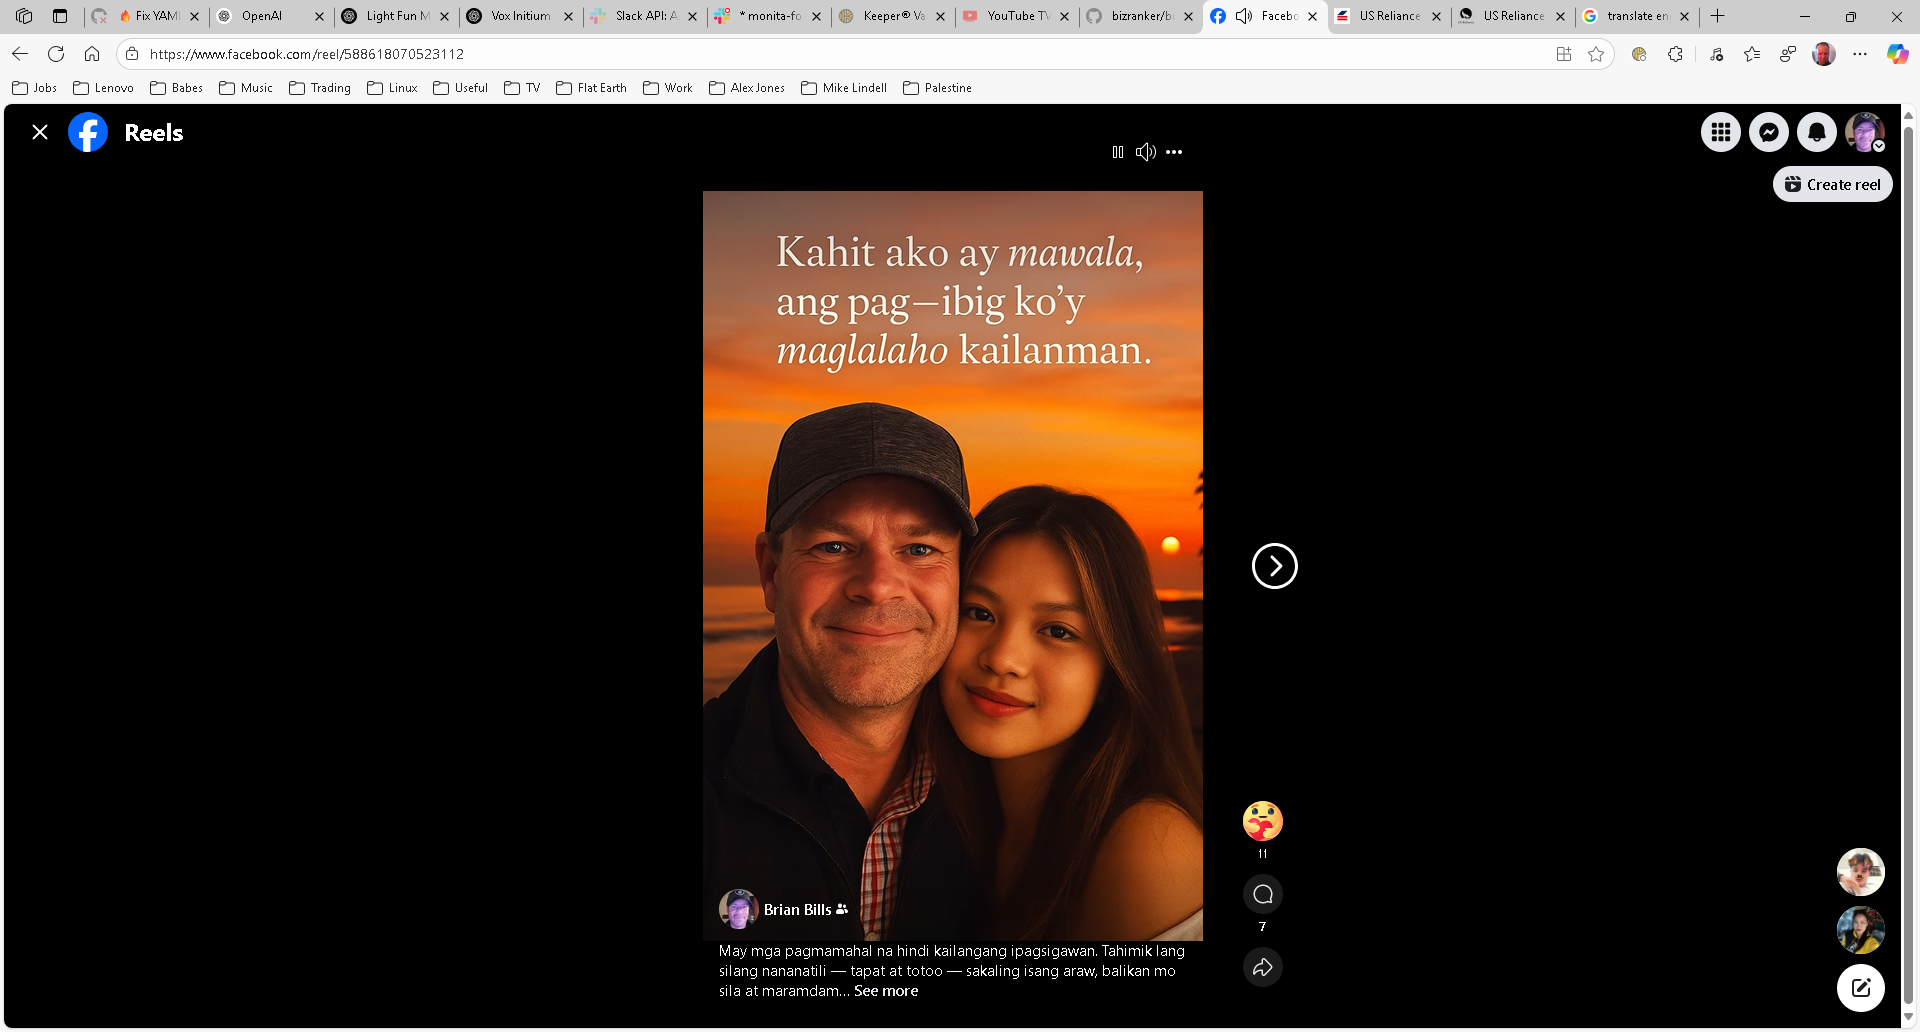 Fix YAMI
OpenAI
Light Fun M
Vox Initium
Slack API: A
* monita-fo
Keeper® Va
YouTube TV
bizranker/b
Facebo
US Reliance
US Reliance
translate en
https://www.facebook.com/reel/588618070523112
Jobs
Lenovo
Babes
Music
Trading
Linux
Useful
TV
Flat Earth
Work
Alex Jones
Mike Lindell
Palestine
Reels
Create reel
Kahit ako ay mawala,
ang pag—ibig ko’y
maglalaho kailanman.
Brian Bills
May mga pagmamahal na hindi kailangang ipagsigawan. Tahimik lang
silang nananatili — tapat at totoo — sakaling isang araw, balikan mo
sila at maramdam... See more
11
7